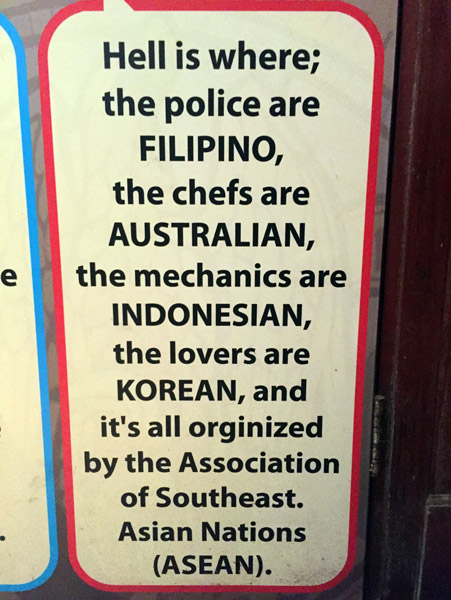 Hell is where;
the police are
FILIPINO,
the chefs are
AUSTRALIAN,
the mechanics are
INDONESIAN,
the lovers are
KOREAN, and
it's all orginized
by the Association
of Southeast.
Asian Nations
(ASEAN).